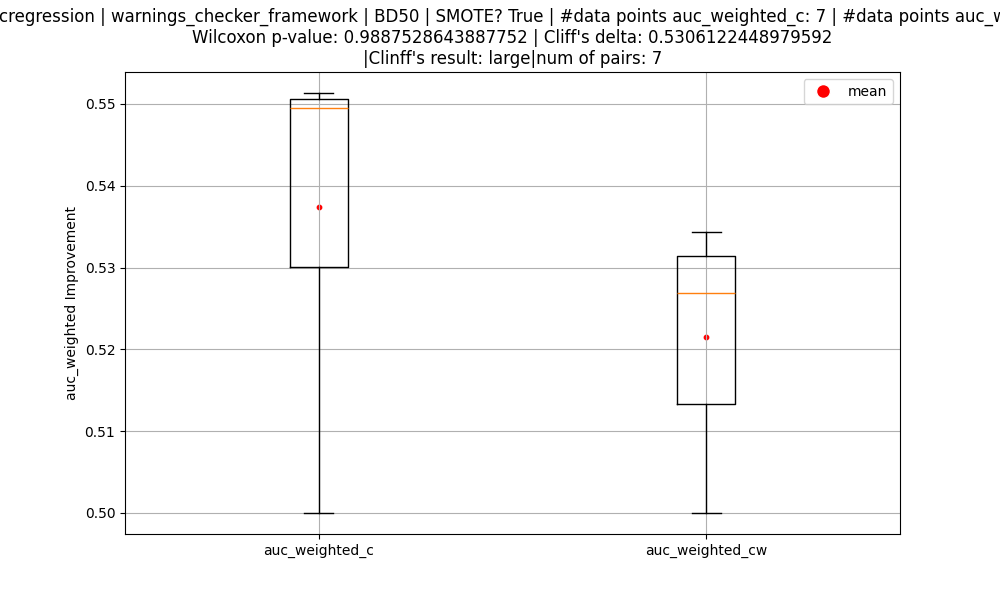 cregression | warnings_checker_framework | BD50 | SMOTE? True | #data points auc_weighted_c: 7 | #data points auc_w
Wilcoxon p-value: 0.9887528643887752 | Cliff's delta: 0.5306122448979592
|Clinff's result: large|num of pairs: 7
mean
0.55
0.54
0.53
0.52
0.51
0.50
auc_weighted Improvement
auc_weighted_c
auc_weighted_cw